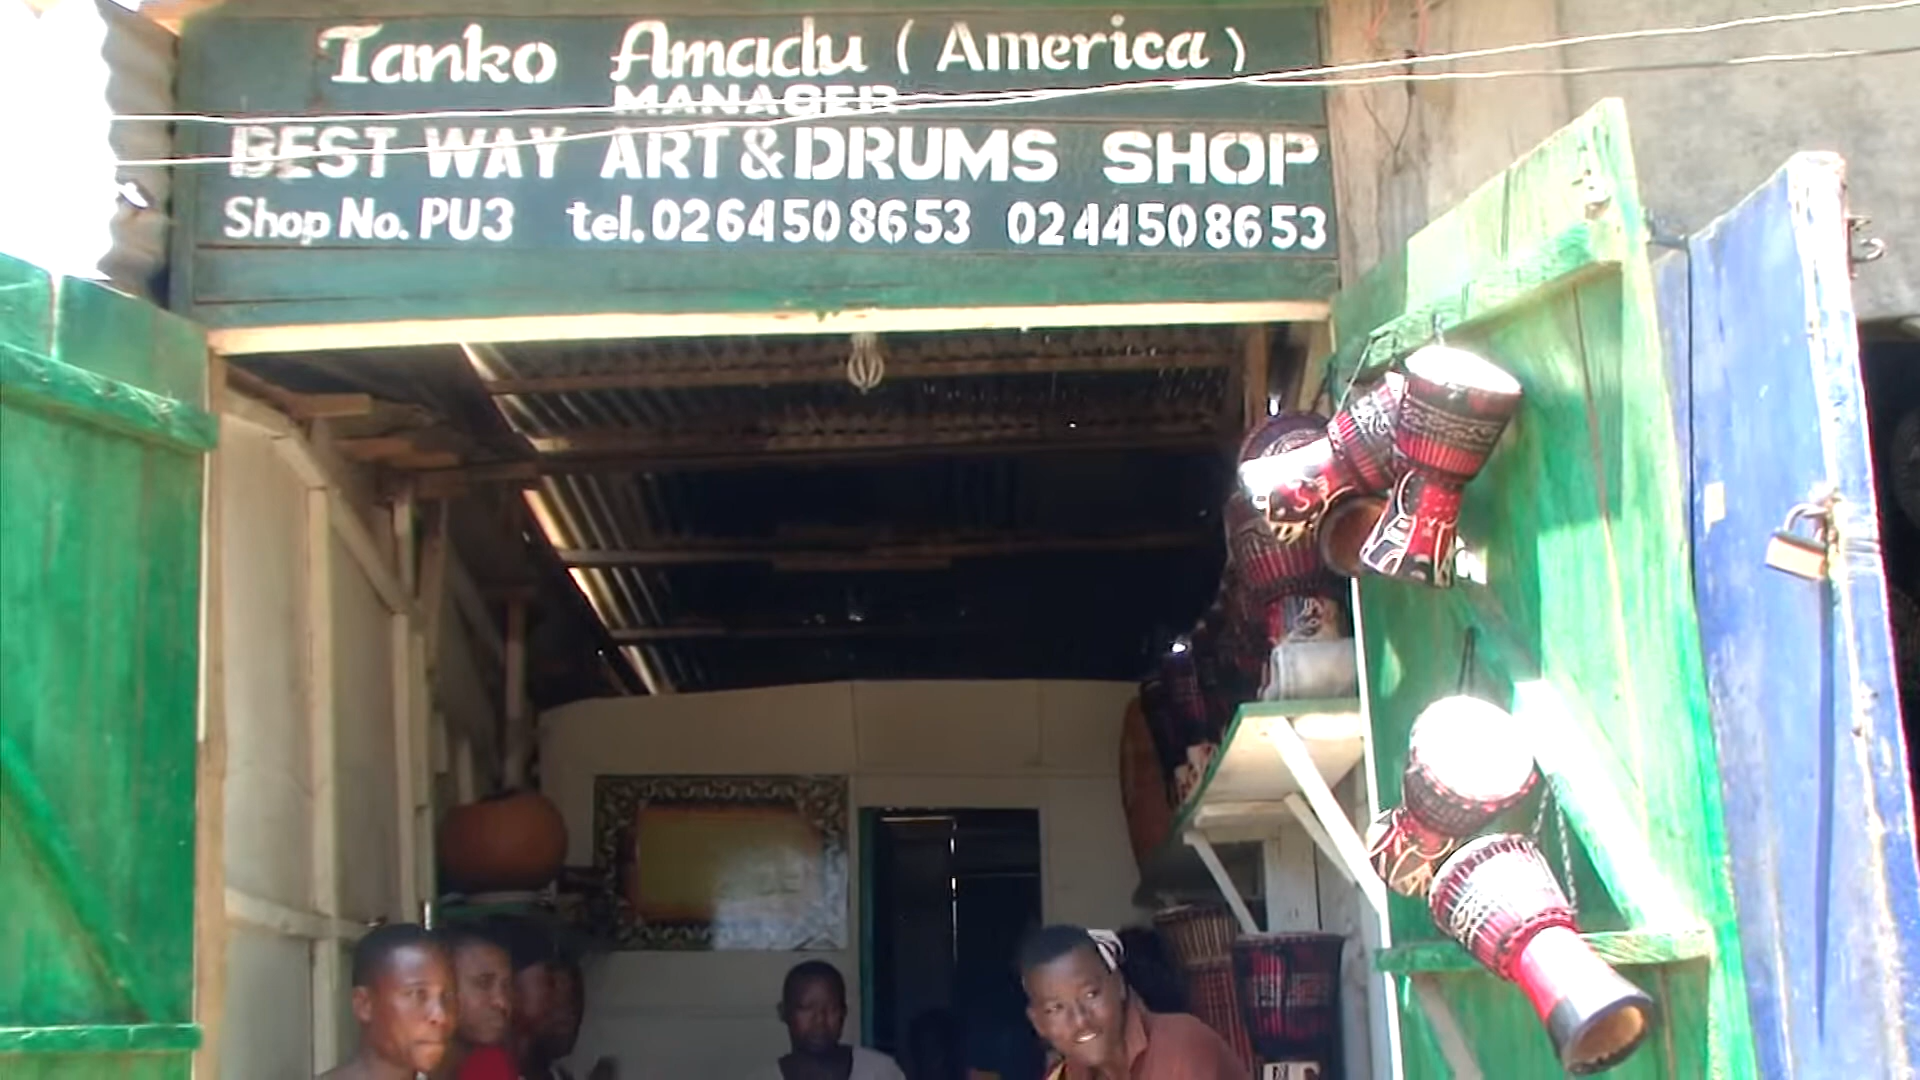 Tanko Amadu ( America )
MANAGER
BEST WAY ART & DRUMS SHOP
Shop No. PU3 tel. 0264508653 0244508653